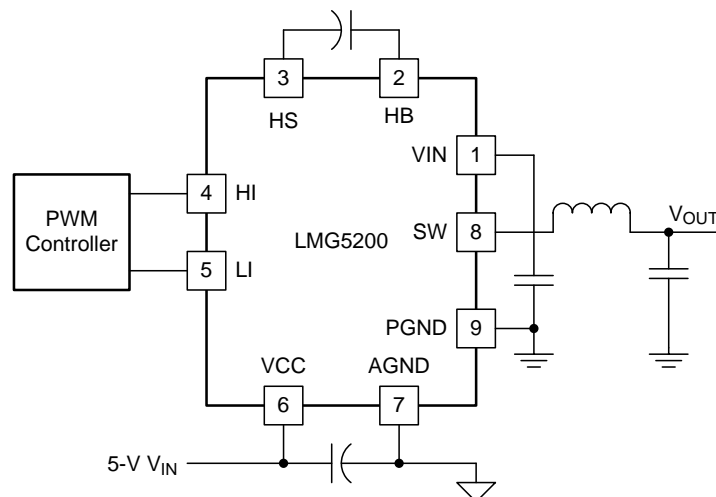 3
2
HS
HB
VIN
1
4
HI
PWM
Controller
LMG5200
SW
8
VOUT
5
LI
PGND
9
VCC
AGND
6
7
5-V VIN